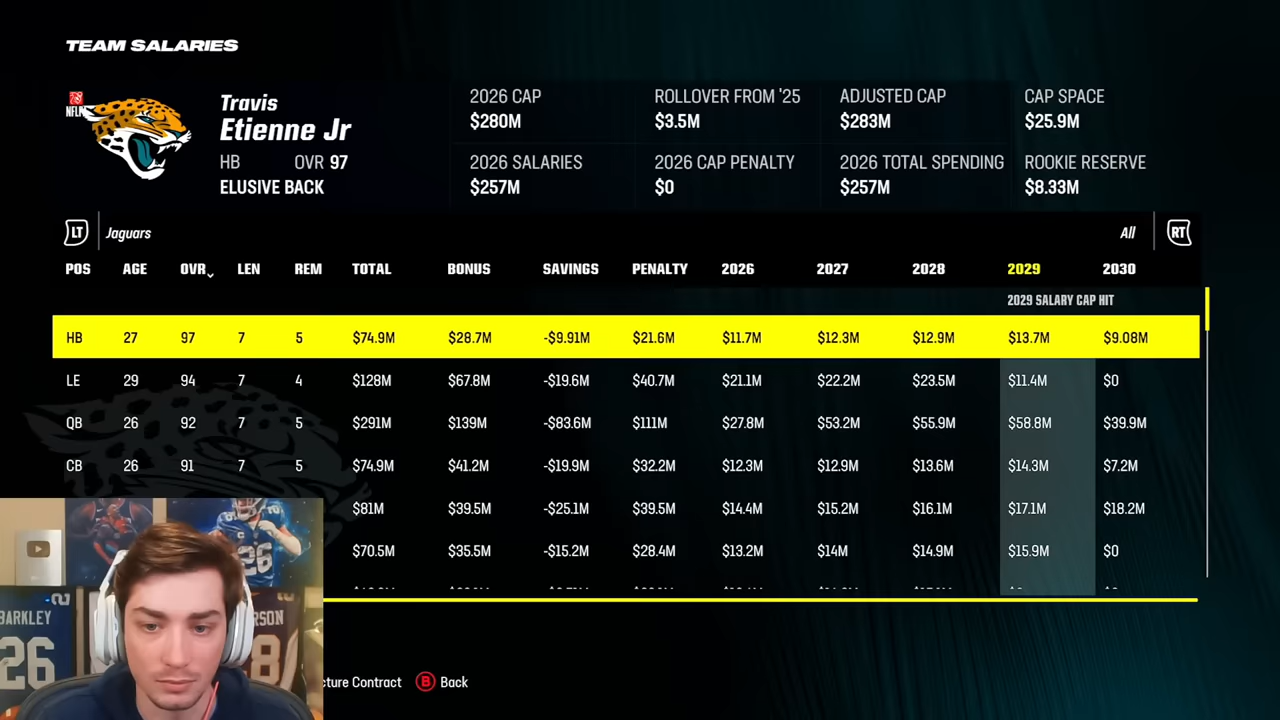 TEAM SALARIES
NFL
Travis
Etienne Jr
HB OVR 97
ELUSIVE BACK
2026 CAP
$280M
ROLLOVER FROM '25
$3.5M
ADJUSTED CAP
$283M
CAP SPACE
$25.9M
2026 SALARIES
$257M
2026 CAP PENALTY
$0
2026 TOTAL SPENDING
$257M
ROOKIE RESERVE
$8.33M
LT Jaguars All RT
POS AGE OVR LEN REM TOTAL BONUS SAVINGS PENALTY 2026 2027 2028 2029 2030
2029 SALARY CAP HIT
HB 27 97 7 5 $74.9M $28.7M -$9.91M $21.6M $11.7M $12.3M $12.9M $13.7M $9.08M
LE 29 94 7 4 $128M $67.8M -$19.6M $40.7M $21.1M $22.2M $23.5M $11.4M $0
QB 26 92 7 5 $291M $139M -$83.6M $111M $27.8M $53.2M $55.9M $58.8M $39.9M
CB 26 91 7 5 $74.9M $41.2M -$19.9M $32.2M $12.3M $12.9M $13.6M $14.3M $7.2M
$81M $39.5M -$25.1M $39.5M $14.4M $15.2M $16.1M $17.1M $18.2M
$70.5M $35.5M -$15.2M $28.4M $13.2M $14M $14.9M $15.9M $0
cture Contract B Back
26
BARKLEY
26
RSON
8